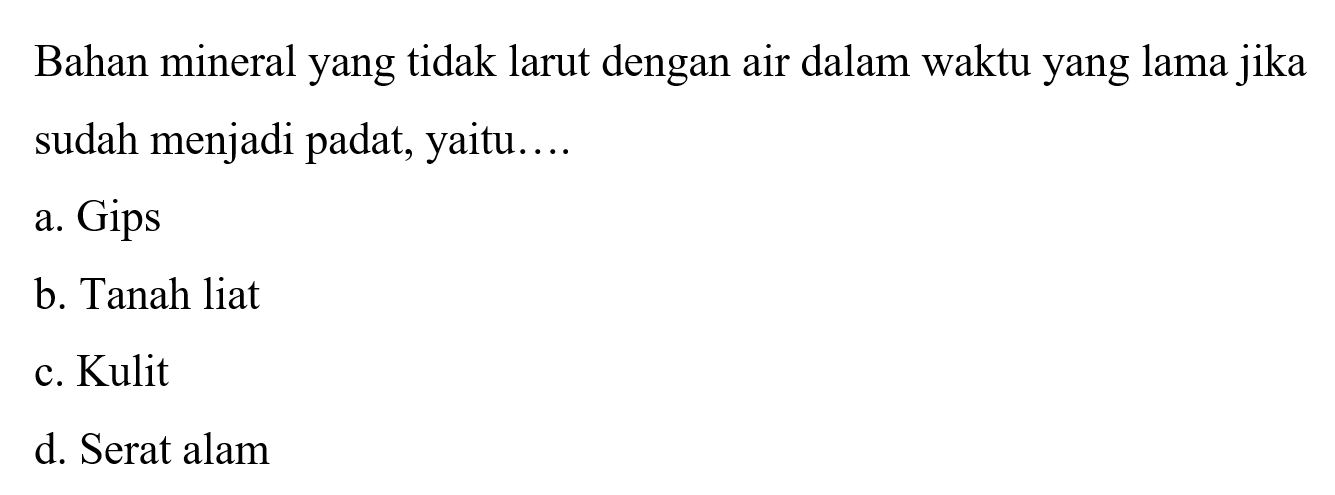 Bahan mineral yang tidak larut dengan air dalam waktu yang lama jika
sudah menjadi padat, yaitu….
a. Gips
b. Tanah liat
c. Kulit
d. Serat alam